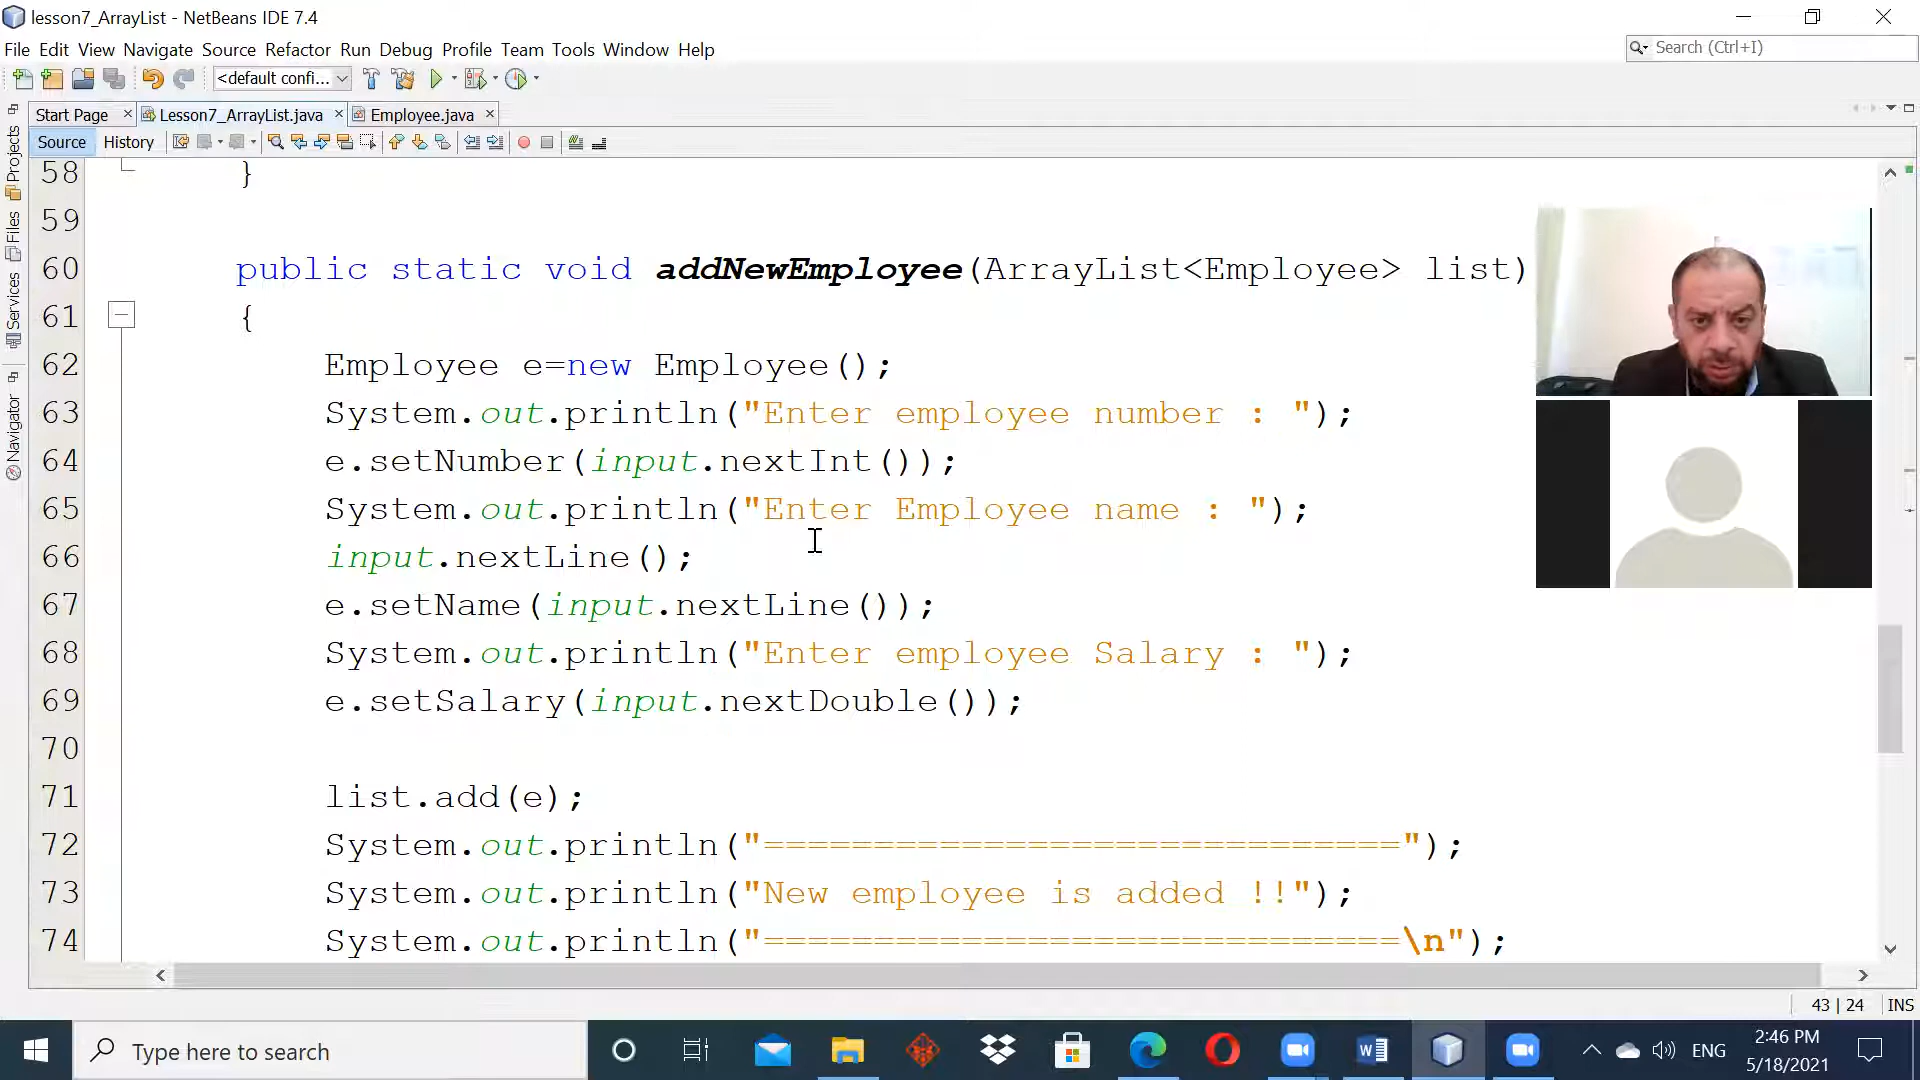 lesson7_ArrayList - NetBeans IDE 7.4
File Edit View Navigate Source Refactor Run Debug Profile Team Tools Window Help
Search (Ctrl+I)
<default confi...
Start Page Lesson7_ArrayList.java Employee.java
Source History
Projects
Files
Services
Navigator
58 }
59
60 public static void addNewEmployee(ArrayList<Employee> list)
61 {
62 Employee e=new Employee();
63 System.out.println("Enter employee number : ");
64 e.setNumber(input.nextInt());
65 System.out.println("Enter Employee name : ");
66 input.nextLine();
67 e.setName(input.nextLine());
68 System.out.println("Enter employee Salary : ");
69 e.setSalary(input.nextDouble());
70
71 list.add(e);
72 System.out.println("=============================");
73 System.out.println("New employee is added !!");
74 System.out.println("=============================\n");
43 | 24 INS
Type here to search
ENG
2:46 PM
5/18/2021